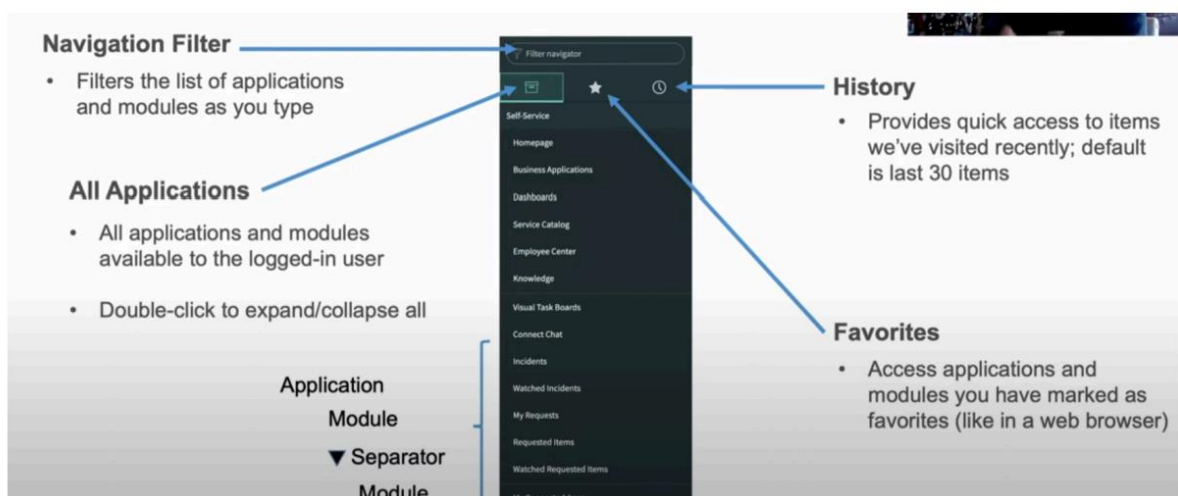 Navigation Filter
• Filters the list of applications
and modules as you type
All Applications
• All applications and modules
available to the logged-in user
• Double-click to expand/collapse all
Application
Module
▼ Separator
Module
Filter navigator
Self-Service
Homepage
Business Applications
Dashboards
Service Catalog
Employee Center
Knowledge
Visual Task Boards
Connect Chat
Incidents
Watched Incidents
My Requests
Requested Items
Watched Requested Items
History
• Provides quick access to items
we've visited recently; default
is last 30 items
Favorites
• Access applications and
modules you have marked as
favorites (like in a web browser)